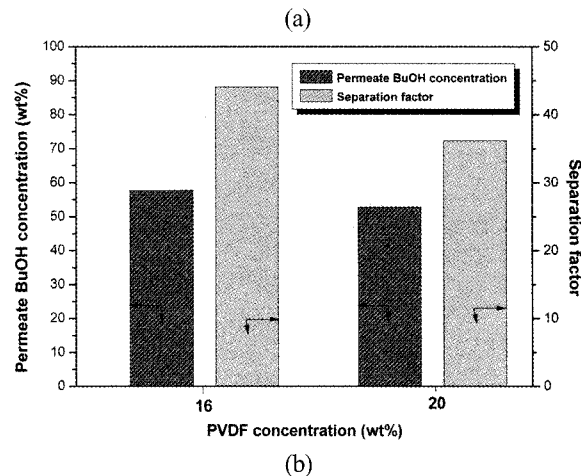 (a)
Permeate BuOH concentration (wt%)
100
90
80
70
60
50
40
30
20
10
0
Permeate BuOH concentration
Separation factor
50
40
30
20
10
0
Separation factor
16
20
PVDF concentration (wt%)
(b)